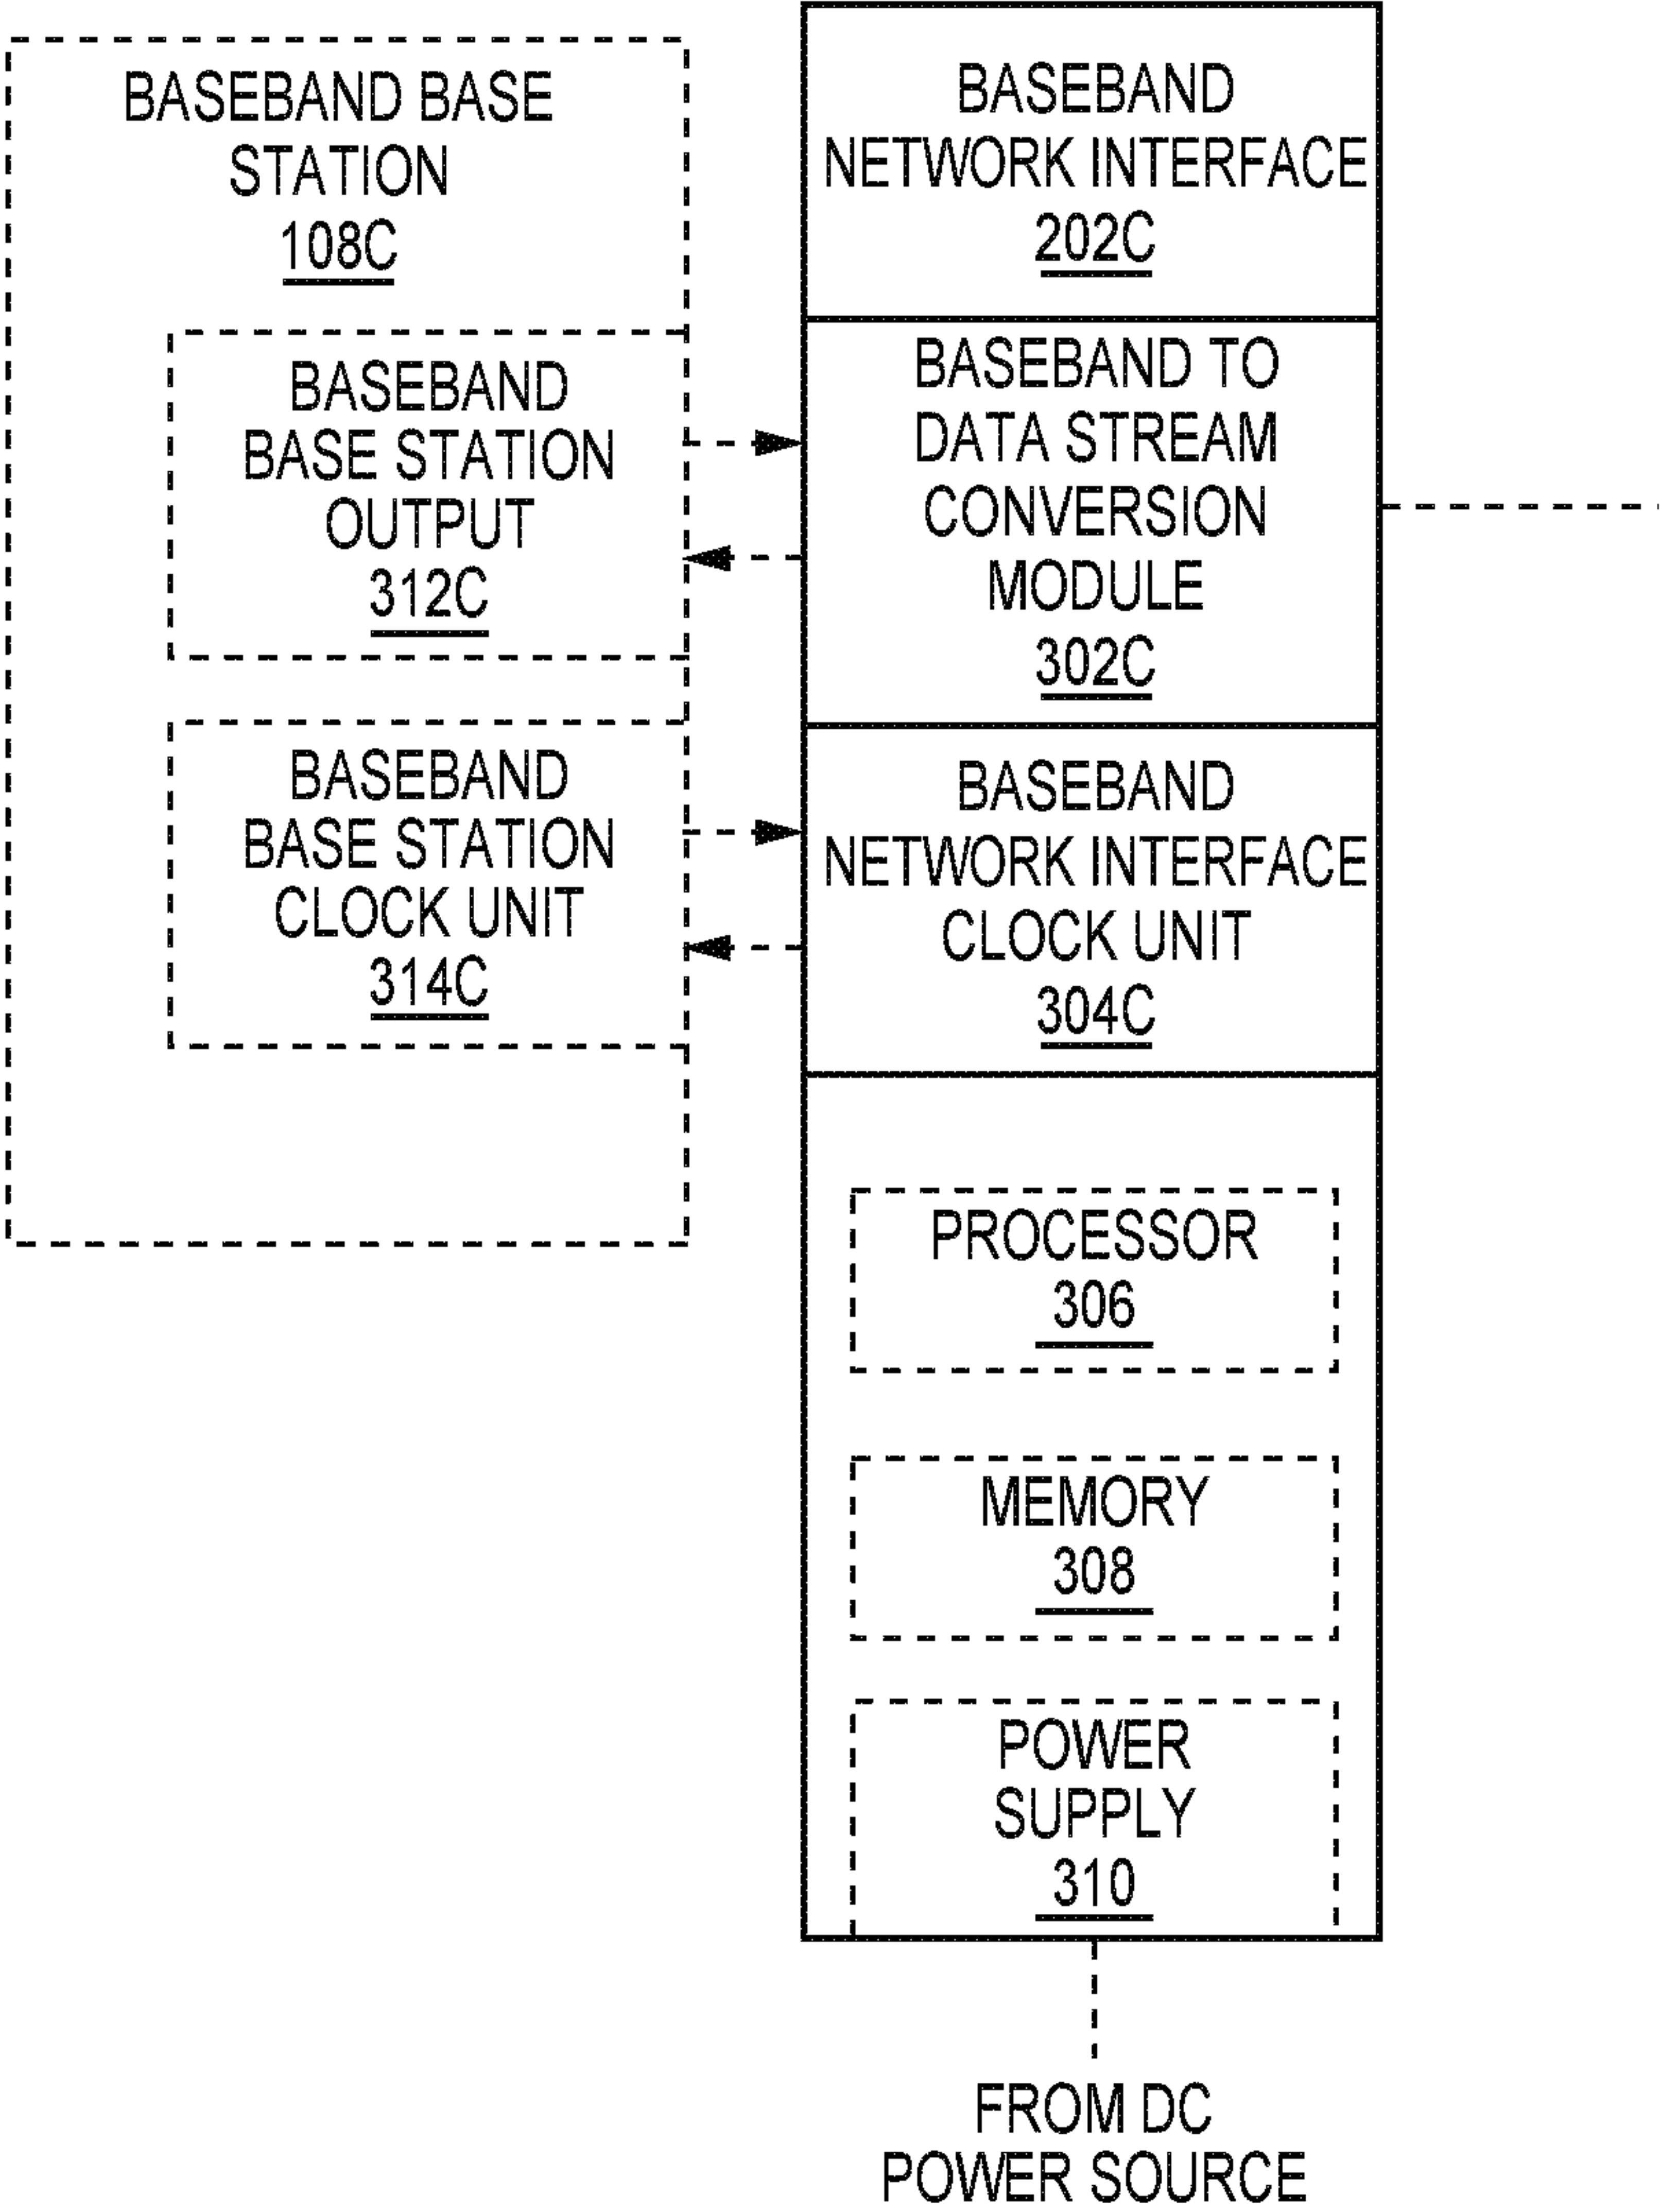 BASEBAND BASE
STATION
108C
BASEBAND
BASE STATION
OUTPUT
312C
BASEBAND
BASE STATION
CLOCK UNIT
314C
BASEBAND
NETWORK INTERFACE
202C
BASEBAND TO
DATA STREAM
CONVERSION
MODULE
302C
BASEBAND
NETWORK INTERFACE
CLOCK UNIT
304C
PROCESSOR
306
MEMORY
308
POWER
SUPPLY
310
FROM DC
POWER SOURCE